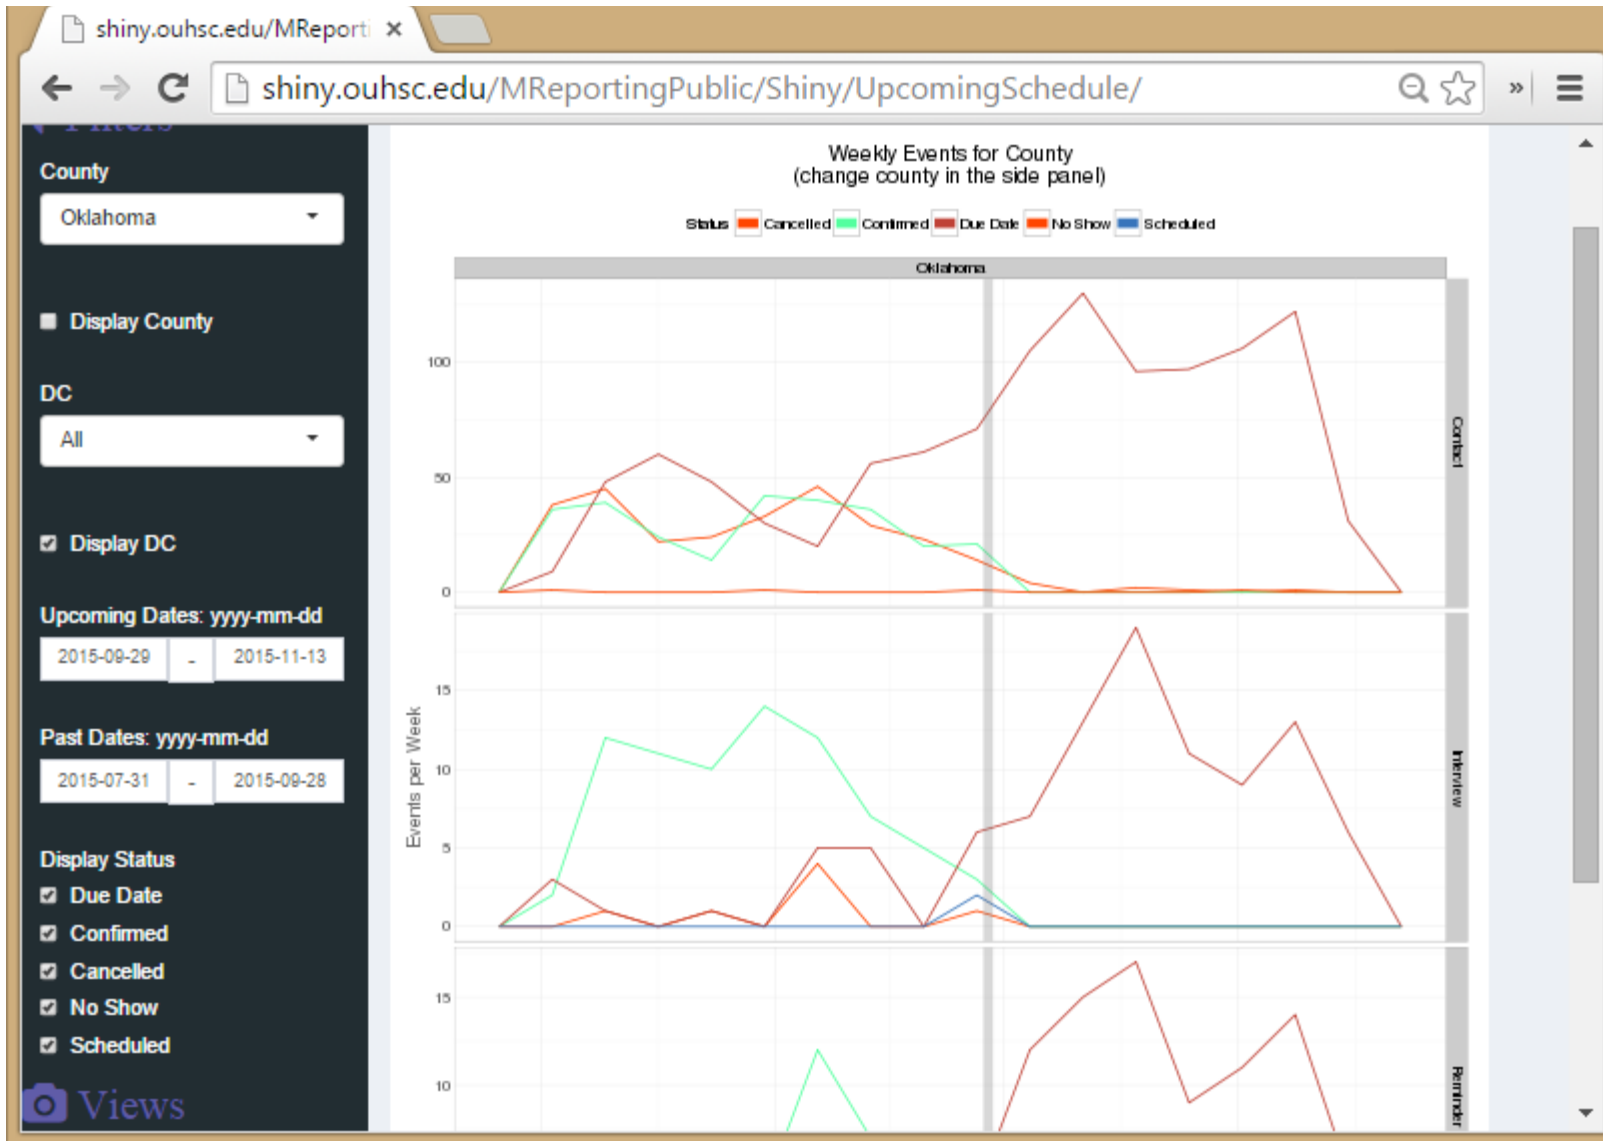 shiny.ouhsc.edu/MReporti
shiny.ouhsc.edu/MReportingPublic/Shiny/UpcomingSchedule/
»
Filters
County
Oklahoma
Display County
DC
All
Display DC
Upcoming Dates: yyyy-mm-dd
2015-09-29 - 2015-11-13
Past Dates: yyyy-mm-dd
2015-07-31 - 2015-09-28
Display Status
Due Date
Confirmed
Cancelled
No Show
Scheduled
Views
Weekly Events for County
(change county in the side panel)
Status Cancelled Confirmed Due Date No Show Scheduled
Oklahoma
100
50
0
Contact
Events per Week
15
10
5
0
Interview
15
10
Reminder